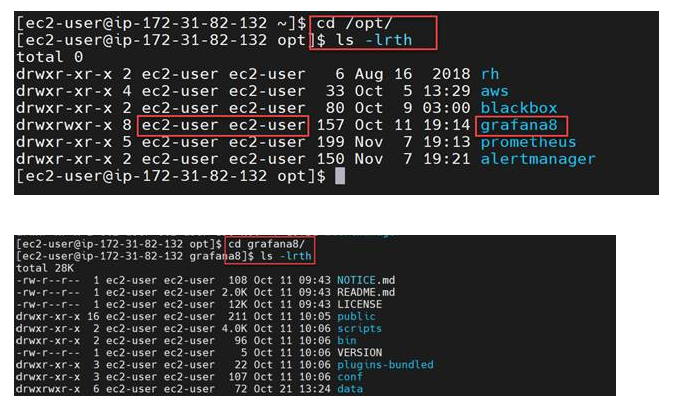 [ec2-user@ip-172-31-82-132 ~]$ cd /opt/
[ec2-user@ip-172-31-82-132 opt]$ ls -lrth
total 0
drwxr-xr-x 2 ec2-user ec2-user   6 Aug 16  2018 rh
drwxr-xr-x 4 ec2-user ec2-user  33 Oct  5 13:29 aws
drwxr-xr-x 2 ec2-user ec2-user  80 Oct  9 03:00 blackbox
drwxrwxr-x 8 ec2-user ec2-user 157 Oct 11 19:14 grafana8
drwxr-xr-x 5 ec2-user ec2-user 199 Nov  7 19:13 prometheus
drwxr-xr-x 2 ec2-user ec2-user 150 Nov  7 19:21 alertmanager
[ec2-user@ip-172-31-82-132 opt]$
[ec2-user@ip-172-31-82-132 opt]$ cd grafana8/
[ec2-user@ip-172-31-82-132 grafana8]$ ls -lrth
total 28K
-rw-r--r--  1 ec2-user ec2-user  108 Oct 11 09:43 NOTICE.md
-rw-r--r--  1 ec2-user ec2-user 2.0K Oct 11 09:43 README.md
-rw-r--r--  1 ec2-user ec2-user  12K Oct 11 09:43 LICENSE
drwxr-xr-x 16 ec2-user ec2-user  211 Oct 11 10:05 public
drwxr-xr-x  2 ec2-user ec2-user 4.0K Oct 11 10:06 scripts
drwxr-xr-x  2 ec2-user ec2-user   96 Oct 11 10:06 bin
-rw-r--r--  1 ec2-user ec2-user    5 Oct 11 10:06 VERSION
drwxr-xr-x  3 ec2-user ec2-user   22 Oct 11 10:06 plugins-bundled
drwxr-xr-x  3 ec2-user ec2-user  107 Oct 11 10:06 conf
drwxrwxr-x  6 ec2-user ec2-user   72 Oct 21 13:24 data